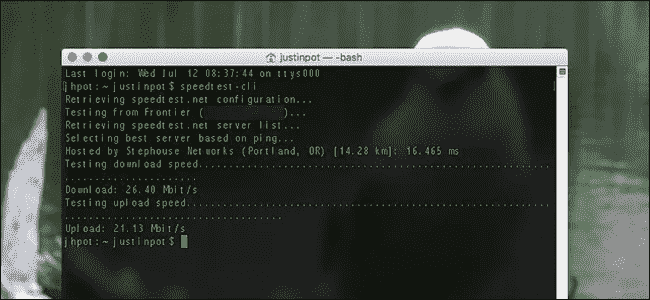 justinpot — -bash
Last login: Wed Jul 12 08:37:44 on ttys000
jhpot:~ justinpot$ speedtest-cli
Retrieving speedtest.net configuration...
Testing from Frontier (             )...
Retrieving speedtest.net server list...
Selecting best server based on ping...
Hosted by Stephouse Networks (Portland, OR) [14.28 km]: 16.465 ms
Testing download speed......................................................
......................
Download: 26.40 Mbit/s
Testing upload speed........................................................
....................................
Upload: 21.13 Mbit/s
jhpot:~ justinpot$